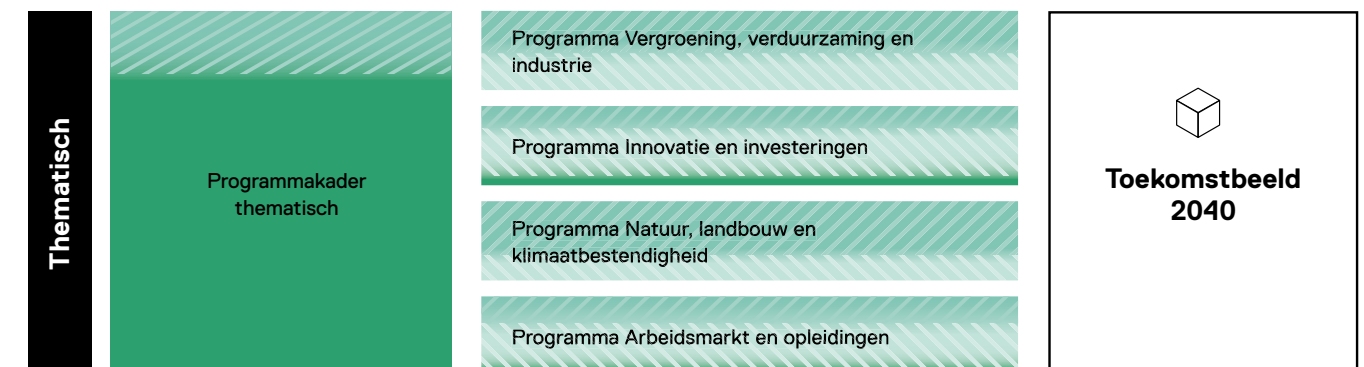 Thematisch
Programmakader
thematisch
Programma Vergroening, verduurzaming en
industrie
Programma Innovatie en investeringen
Programma Natuur, landbouw en
klimaatbestendigheid
Programma Arbeidsmarkt en opleidingen
Toekomstbeeld
2040